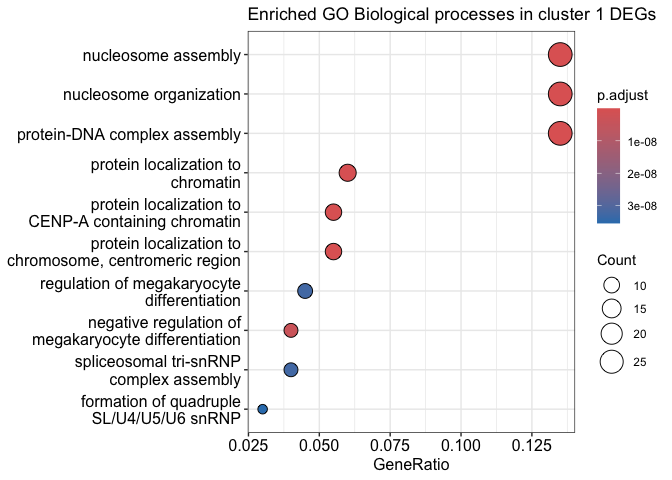 Enriched GO Biological processes in cluster 1 DEGs
nucleosome assembly
nucleosome organization
protein-DNA complex assembly
protein localization to
chromatin
protein localization to
CENP-A containing chromatin
protein localization to
chromosome, centromeric region
regulation of megakaryocyte
differentiation
negative regulation of
megakaryocyte differentiation
spliceosomal tri-snRNP
complex assembly
formation of quadruple
SL/U4/U5/U6 snRNP
0.025 0.050 0.075 0.100 0.125
GeneRatio
p.adjust
1e-08
2e-08
3e-08
Count
10
15
20
25